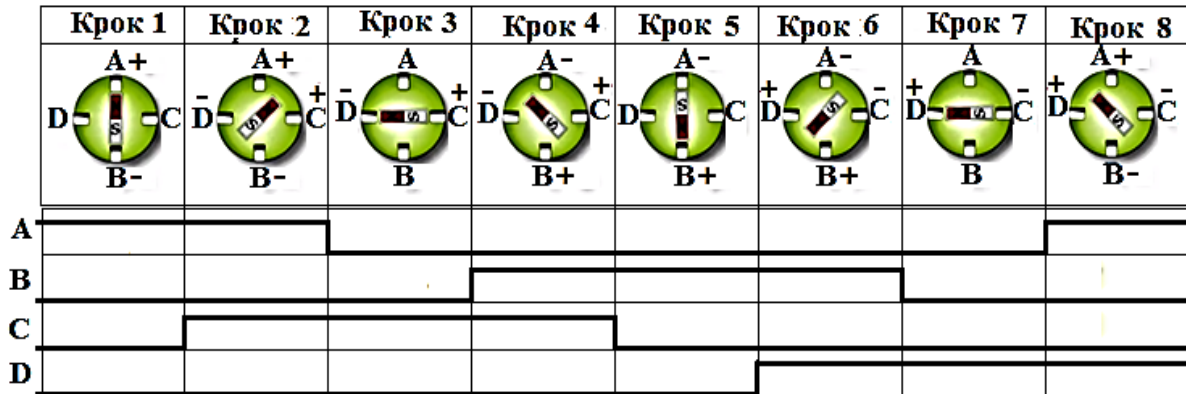 Крок 1 Крок 2 Крок 3 Крок 4 Крок 5 Крок 6 Крок 7 Крок 8
A+ A+ A A- A- A- A A+
- + - + - + + - + - + -
D S C D S C D S C D S C D S C D S C D S C D S C
B- B- B B+ B+ B+ B B-
A
B
C
D